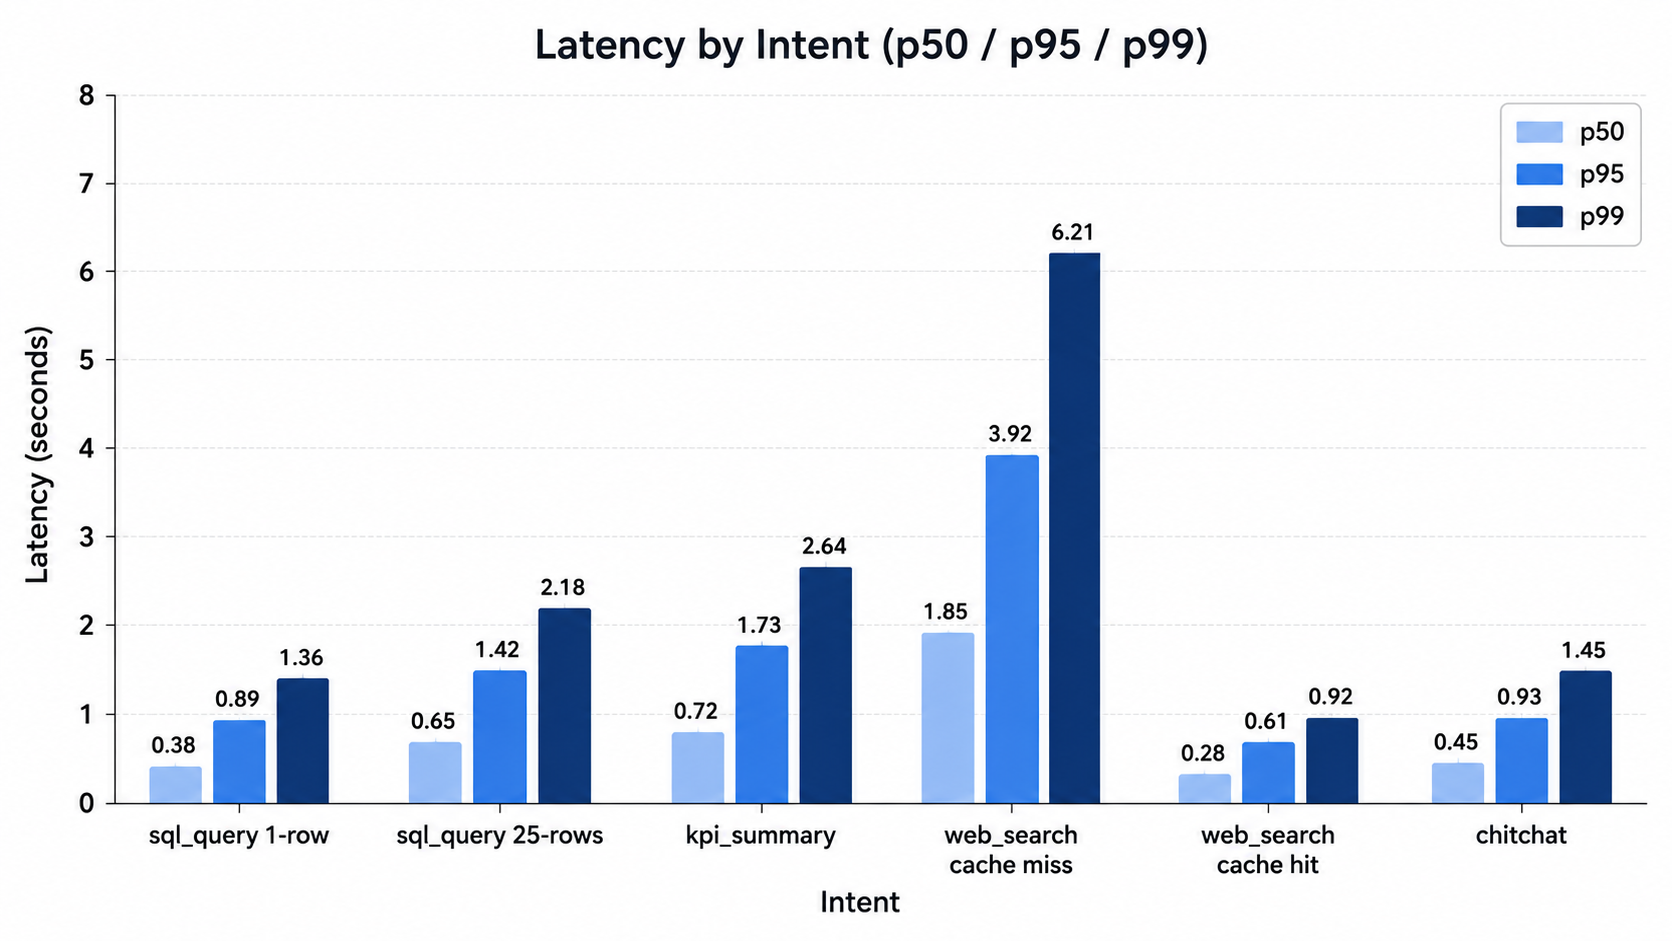 Latency by Intent (p50 / p95 / p99)
8
7
6
5
4
3
2
1
0
Latency (seconds)
p50
p95
p99
0.38
0.89
1.36
0.65
1.42
2.18
0.72
1.73
2.64
1.85
3.92
6.21
0.28
0.61
0.92
0.45
0.93
1.45
sql_query 1-row
sql_query 25-rows
kpi_summary
web_search
cache miss
web_search
cache hit
chitchat
Intent